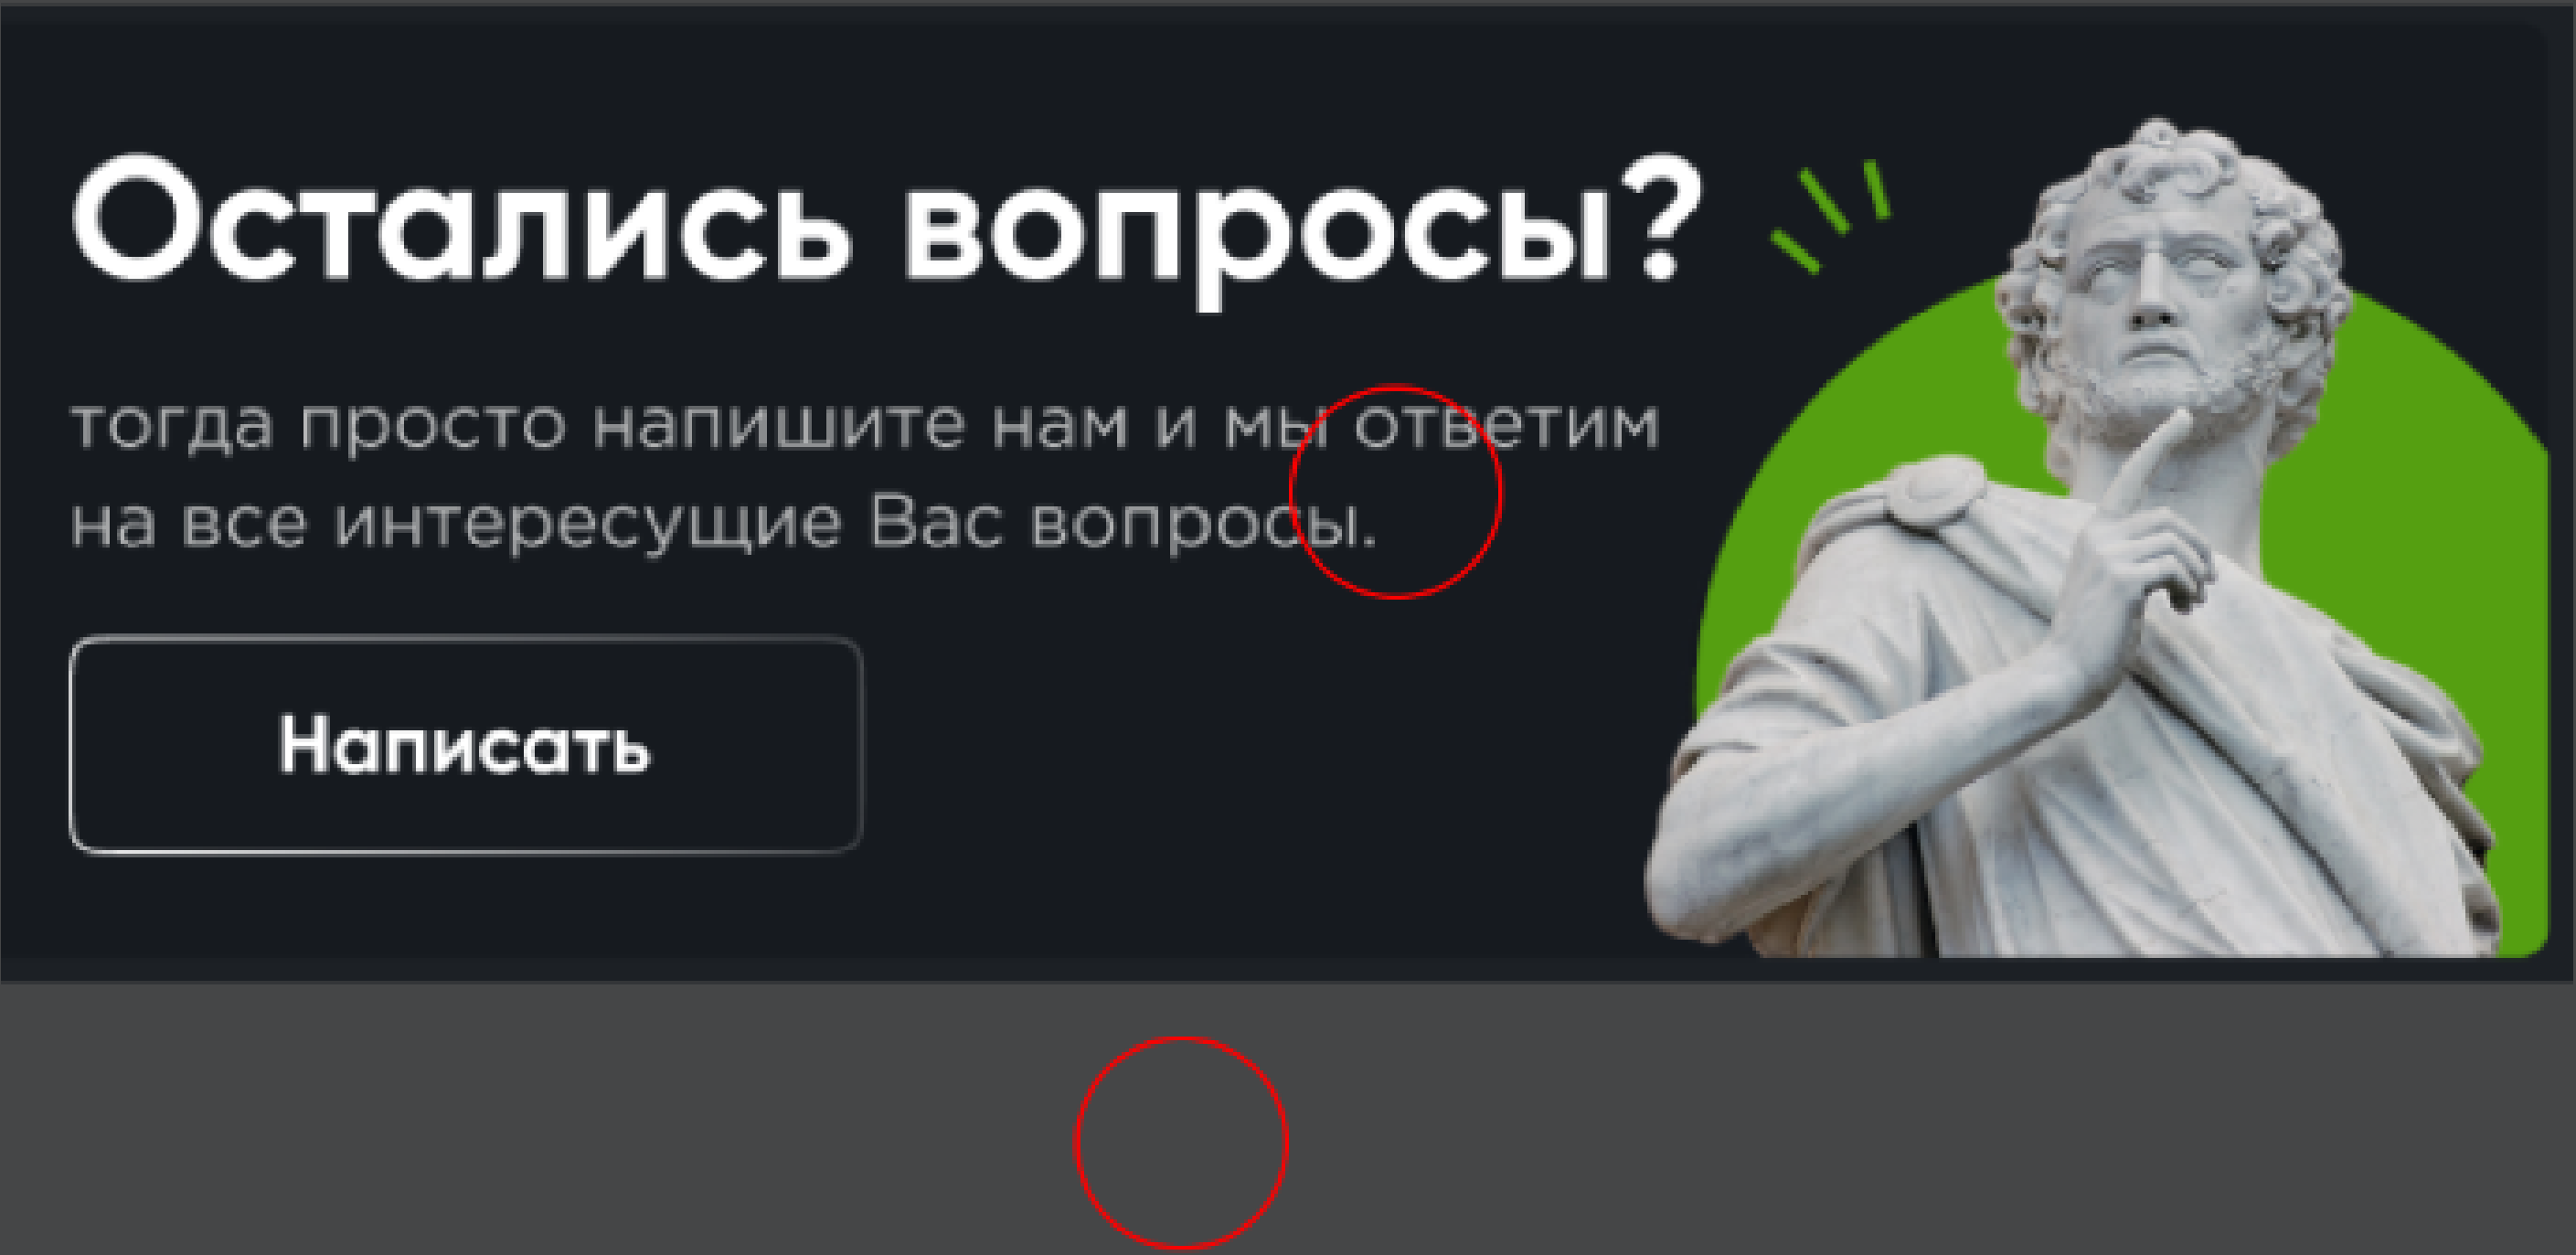 Остались вопросы?
тогда просто напишите нам и мы ответим
на все интересущие Вас вопросы.
Написать